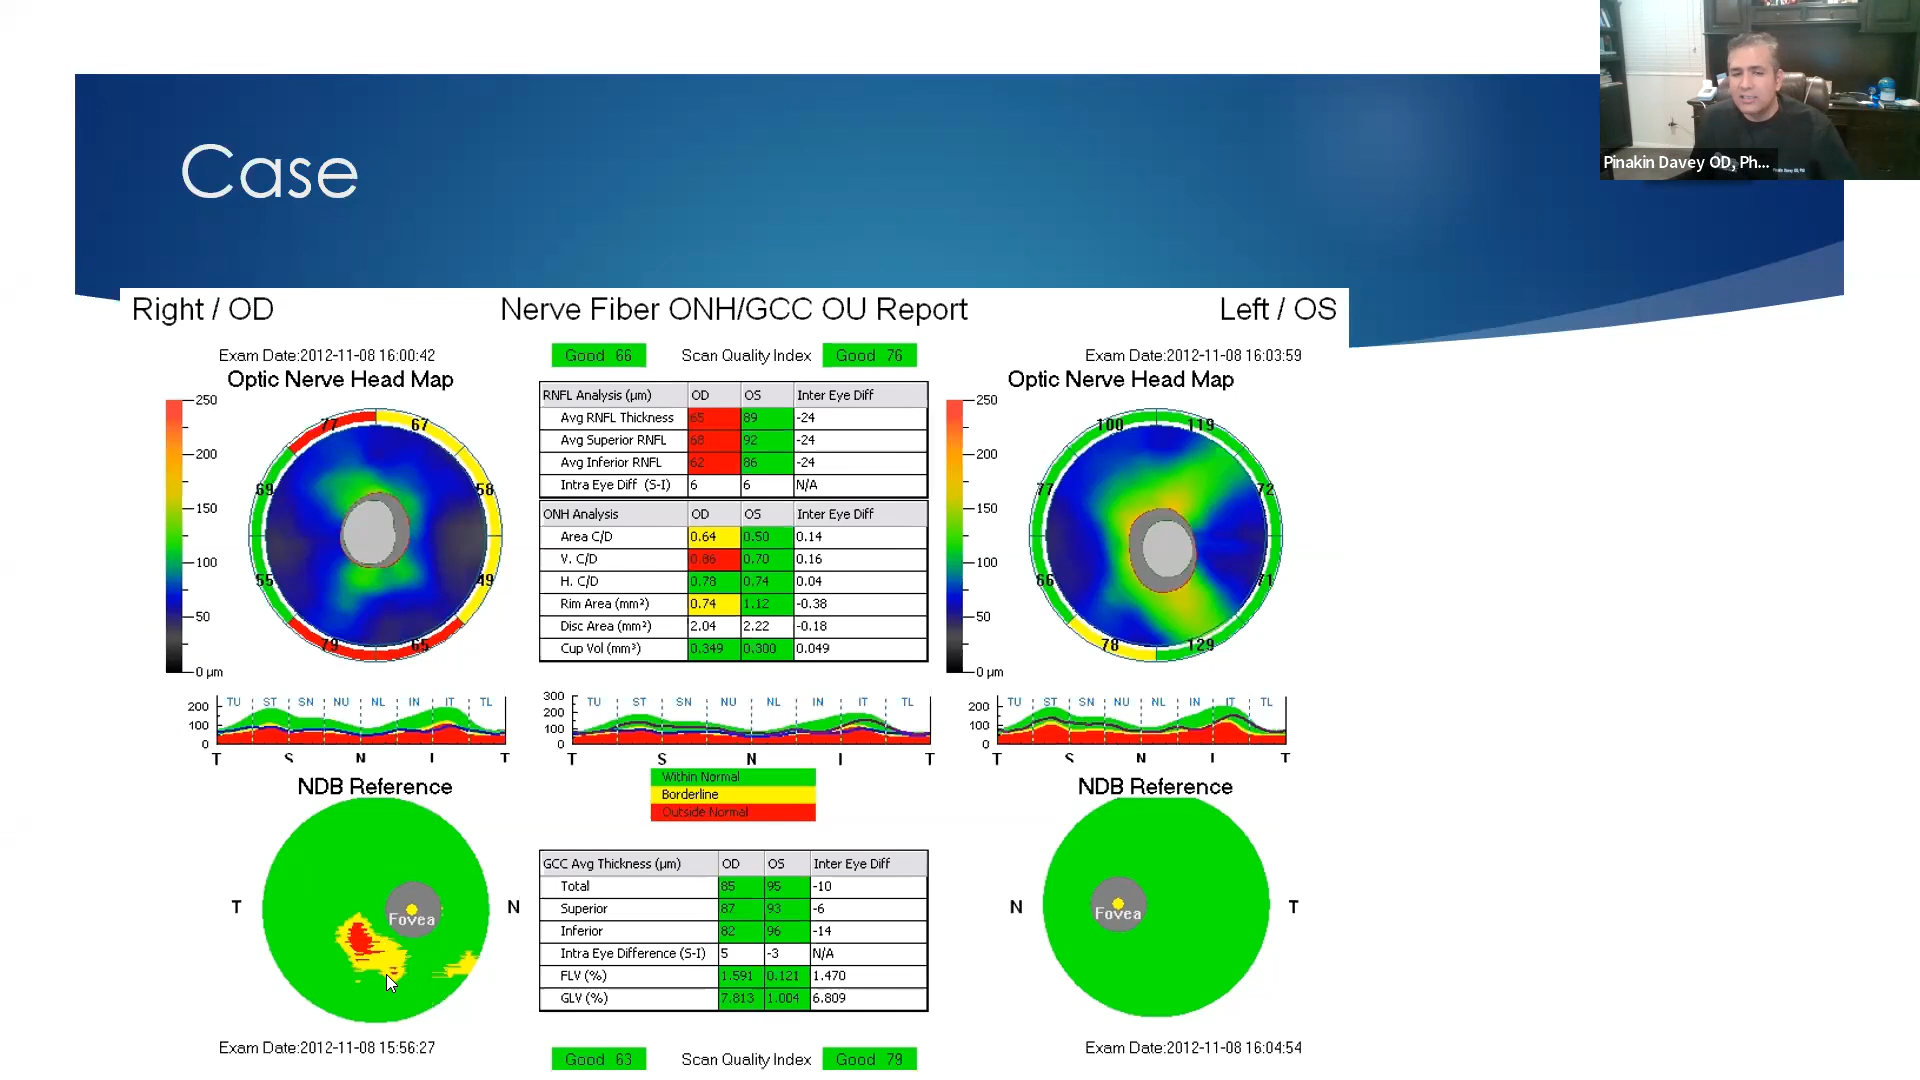 Pinakin Davey OD, Ph...
Case
Right / OD
Nerve Fiber ONH/GCC OU Report
Left / OS
Exam Date:2012-11-08 16:00:42
Good 66
Scan Quality Index
Good 76
Exam Date:2012-11-08 16:03:59
Optic Nerve Head Map
Optic Nerve Head Map
250
200
150
100
50
0 µm
77
67
69
58
55
49
79
65
RNFL Analysis (µm) OD OS Inter Eye Diff
Avg RNFL Thickness 65 89 -24
Avg Superior RNFL 68 92 -24
Avg Inferior RNFL 62 86 -24
Intra Eye Diff (S-I) 6 6 N/A
ONH Analysis OD OS Inter Eye Diff
Area C/D 0.64 0.50 0.14
V. C/D 0.86 0.70 0.16
H. C/D 0.78 0.74 0.04
Rim Area (mm²) 0.74 1.12 -0.38
Disc Area (mm²) 2.04 2.22 -0.18
Cup Vol (mm³) 0.349 0.300 0.049
250
200
150
100
50
0 µm
100
119
77
72
66
71
78
129
200
100
0
TU ST SN NU NL IN IT TL
T S N I T
300
200
100
0
TU ST SN NU NL IN IT TL
T S N I T
200
100
0
TU ST SN NU NL IN IT TL
T S N I T
NDB Reference
Within Normal
Borderline
Outside Normal
NDB Reference
T
Fovea
N
GCC Avg Thickness (µm) OD OS Inter Eye Diff
Total 85 95 -10
Superior 87 93 -6
Inferior 82 96 -14
Intra Eye Difference (S-I) 5 -3 N/A
FLV (%) 1.591 0.121 1.470
GLV (%) 7.813 1.004 6.809
N
Fovea
T
Exam Date:2012-11-08 15:56:27
Good 63
Scan Quality Index
Good 79
Exam Date:2012-11-08 16:04:54